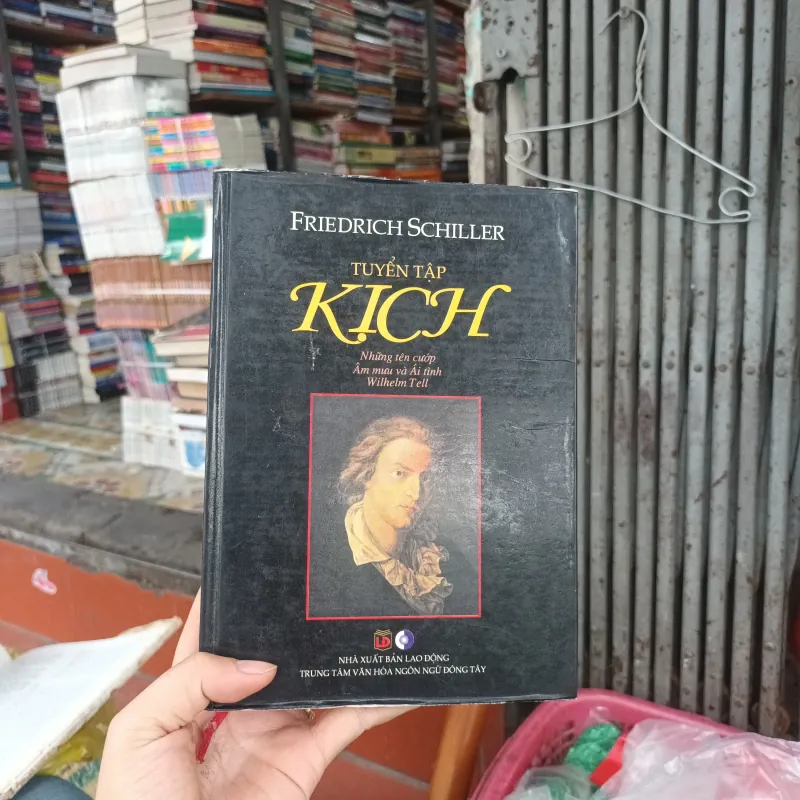 FRIEDRICH SCHILLER
TUYỂN TẬP
KỊCH
Những tên cướp
Âm mưu và Ái tình
Wilhelm Tell
LĐ
NHÀ XUẤT BẢN LAO ĐỘNG
TRUNG TÂM VĂN HÓA NGÔN NGỮ ĐÔNG TÂY